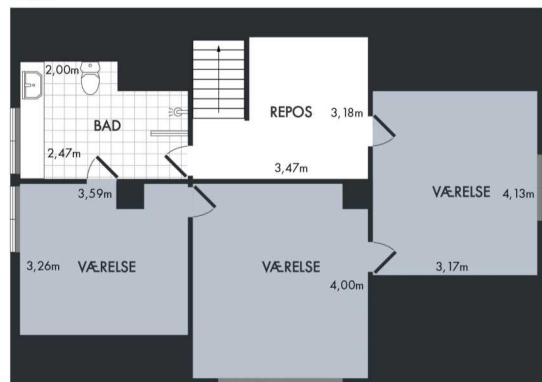 2,00m
BAD
2,47m
REPOS
3,18m
3,47m
3,59m
VÆRELSE
3,26m
VÆRELSE
4,00m
VÆRELSE
4,13m
3,17m